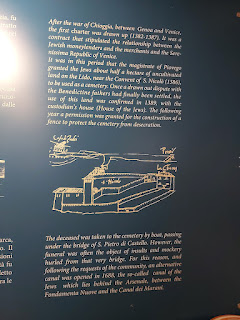 After the war of Chioggia, between Genoa and Venice,
the first charter was drawn up (1382-1387). It was a
contract that stipulated the relationship between the
Jewish moneylenders and the merchants and the Sere-
nissima Republic of Venice.
It was in this period that the magistrate of Piovego
granted the Jews about half a hectare of uncultivated
land on the Lido, near the Convent of S. Nicolò (1386),
to be used as a cemetery. Once a drawn out dispute with
the Benedictine fathers had finally been settled, the
use of this land was confirmed in 1389, with the
custodian's house (House of the Jews). The following
year a permission was granted for the construction of a
fence to protect the cemetery from desecration.
The deceased was taken to the cemetery by boat, passing
under the bridge of S. Pietro di Castello. However, the
funeral was often the object of insults and mockery
hurled from that very bridge. For this reason, and
following the requests of the community, an alternative
canal was opened in 1688, the so-called canal of the
Jews which lies behind the Arsenale, between the
Fondamenta Nuove and the Canal dei Marani.